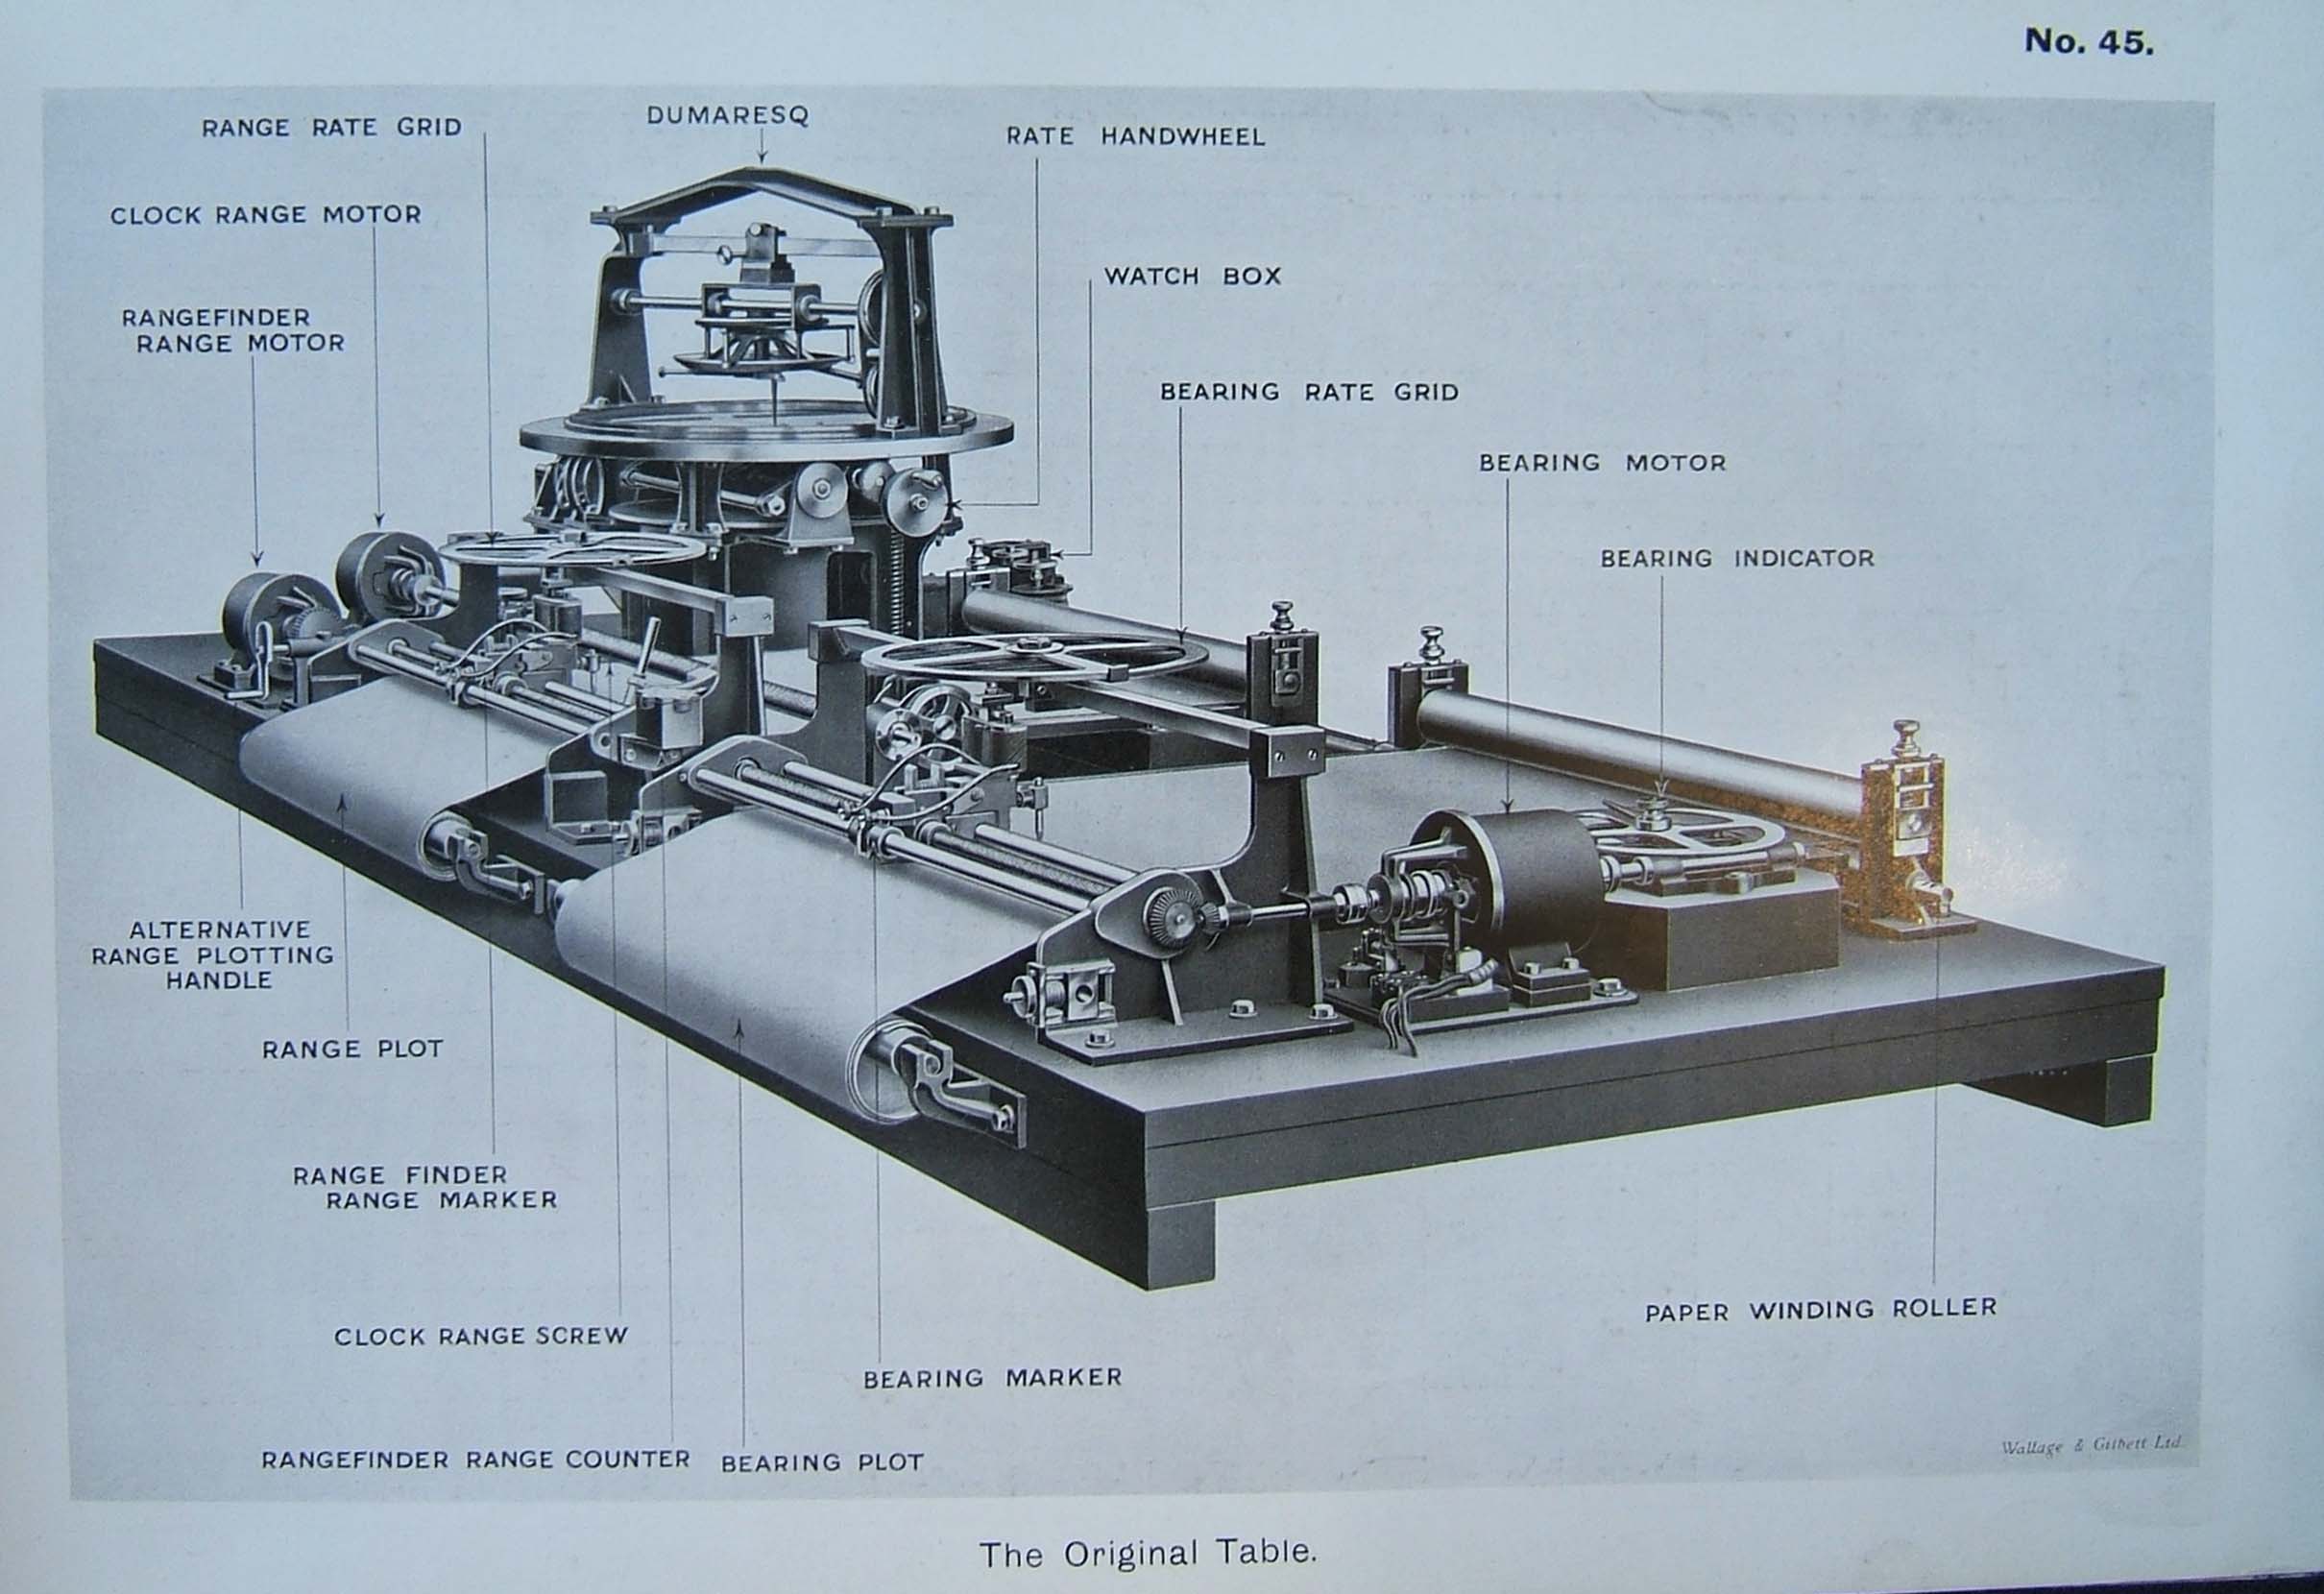 No. 45.
RANGE RATE GRID
DUMARESQ
RATE HANDWHEEL
CLOCK RANGE MOTOR
WATCH BOX
RANGEFINDER
RANGE MOTOR
BEARING RATE GRID
BEARING MOTOR
BEARING INDICATOR
ALTERNATIVE
RANGE PLOTTING
HANDLE
RANGE PLOT
RANGE FINDER
RANGE MARKER
CLOCK RANGE SCREW
PAPER WINDING ROLLER
BEARING MARKER
RANGEFINDER RANGE COUNTER
BEARING PLOT
Wallage & Gilbett Ltd.
The Original Table.